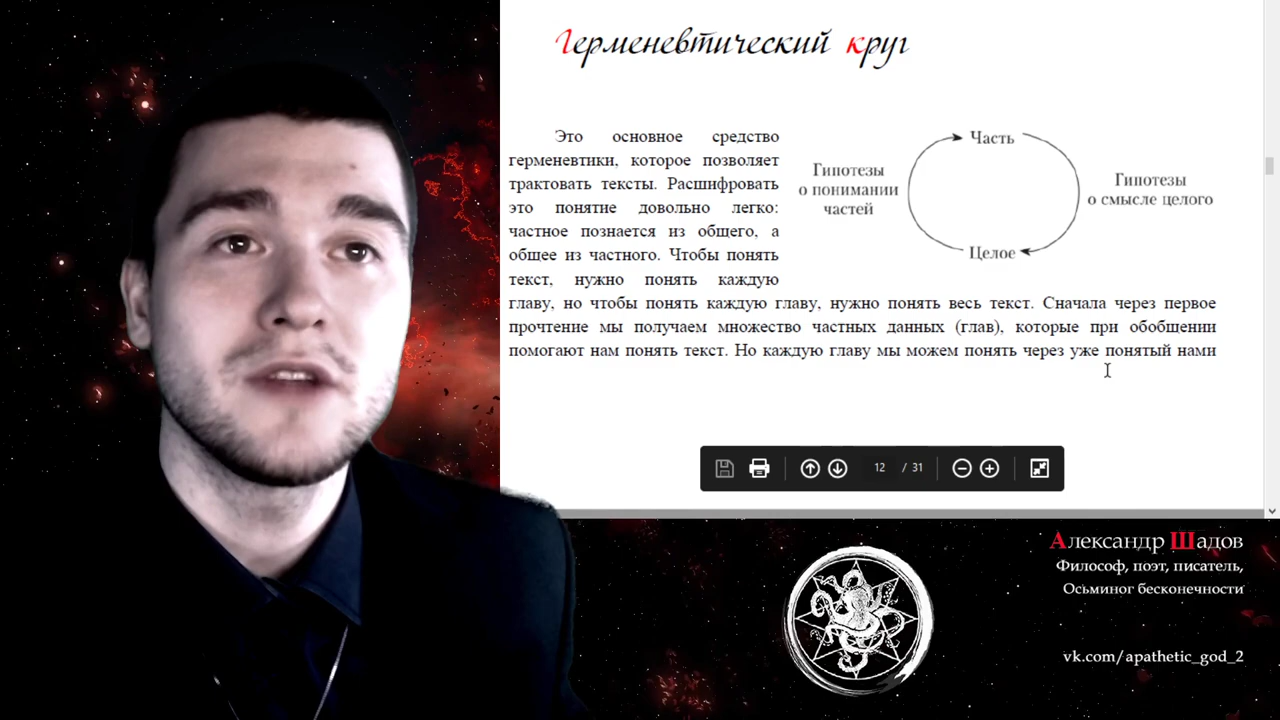 Герменевтический круг
Это основное средство
герменевтики, которое позволяет
трактовать тексты. Расшифровать
это понятие довольно легко:
частное познается из общего, а
общее из частного. Чтобы понять
текст, нужно понять каждую
Часть
Гипотезы
о понимании
частей
Гипотезы
о смысле целого
Целое
главу, но чтобы понять каждую главу, нужно понять весь текст. Сначала через первое
прочтение мы получаем множество частных данных (глав), которые при обобщении
помогают нам понять текст. Но каждую главу мы можем понять через уже понятый нами
12 / 31
Александр Шадов
Философ, поэт, писатель,
Осьминог бесконечности
vk.com/apathetic_god_2